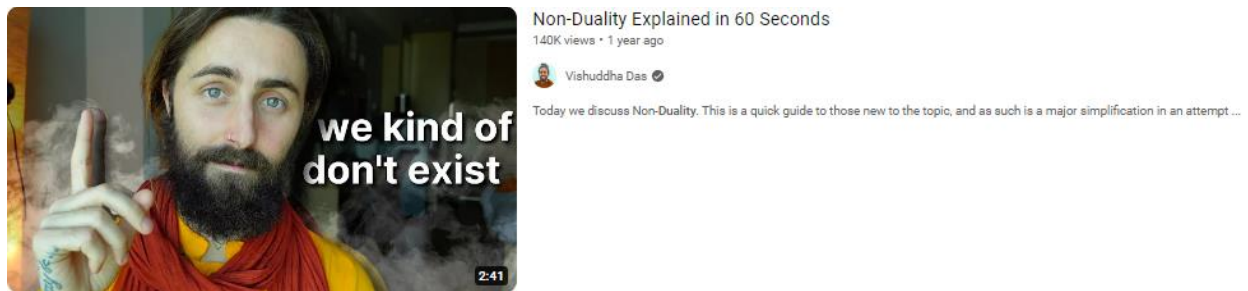 we kind of
don't exist
2:41
Non-Duality Explained in 60 Seconds
140K views • 1 year ago
Vishuddha Das
Today we discuss Non-Duality. This is a quick guide to those new to the topic, and as such is a major simplification in an attempt ...